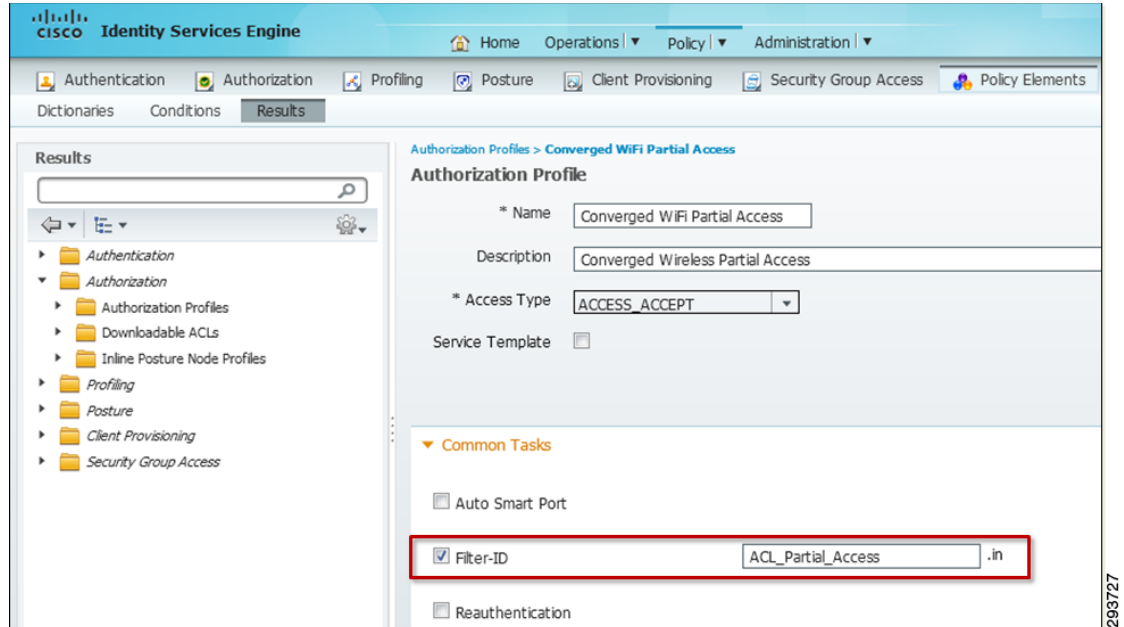 CISCO Identity Services Engine
Home Operations Policy Administration
Authentication Authorization Profiling Posture Client Provisioning Security Group Access Policy Elements
Dictionaries Conditions Results
Results
Authentication
Authorization
Authorization Profiles
Downloadable ACLs
Inline Posture Node Profiles
Profiling
Posture
Client Provisioning
Security Group Access
Authorization Profiles > Converged WiFi Partial Access
Authorization Profile
* Name Converged WiFi Partial Access
Description Converged Wireless Partial Access
* Access Type ACCESS_ACCEPT
Service Template
Common Tasks
Auto Smart Port
Filter-ID ACL_Partial_Access .in
Reauthentication
293727